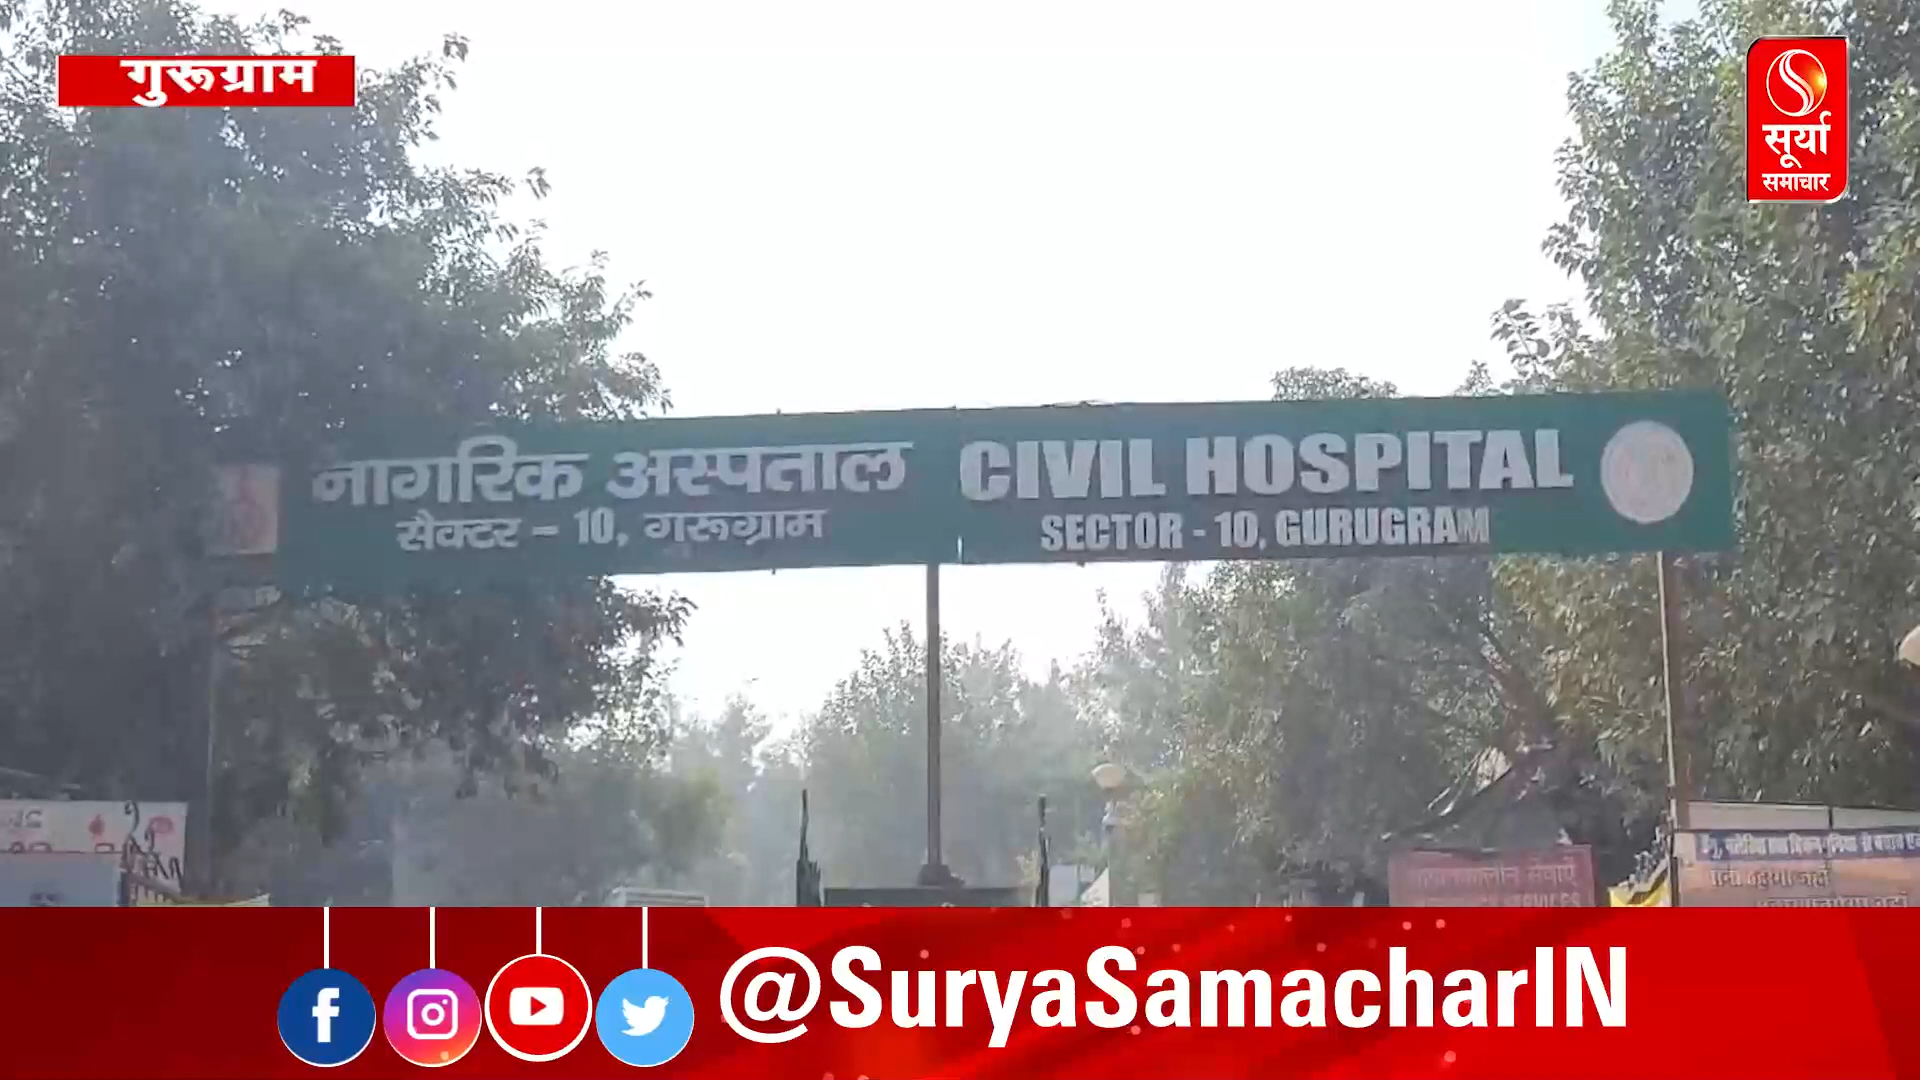 गुरूग्राम
सूर्या
समाचार
नागरिक अस्पताल
सैक्टर - 10, गुरूग्राम
CIVIL HOSPITAL
SECTOR - 10, GURUGRAM
@SuryaSamacharIN